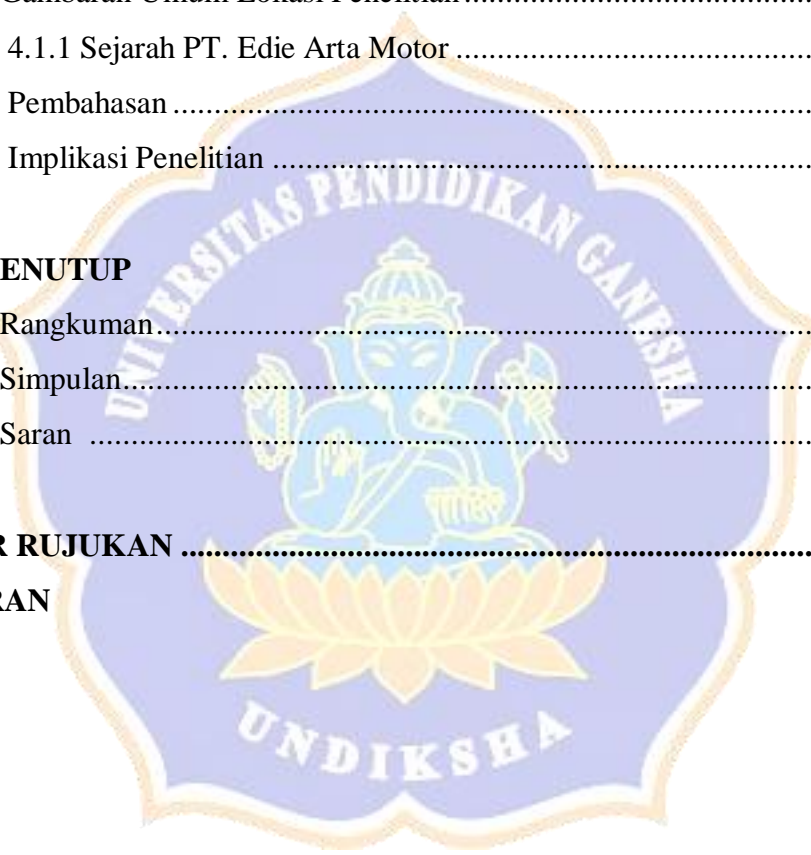 Gambaran Umum Lokasi Penelitian ................................................
4.1.1 Sejarah PT. Edie Arta Motor ................................................
Pembahasan ................................................
Implikasi Penelitian ................................................
UNIVERSITAS PENDIDIKAN GANESHA
ENUTUP
Rangkuman ................................................
Simpulan ................................................
Saran ................................................
R RUJUKAN ................................................
RAN
UNDIKSHA